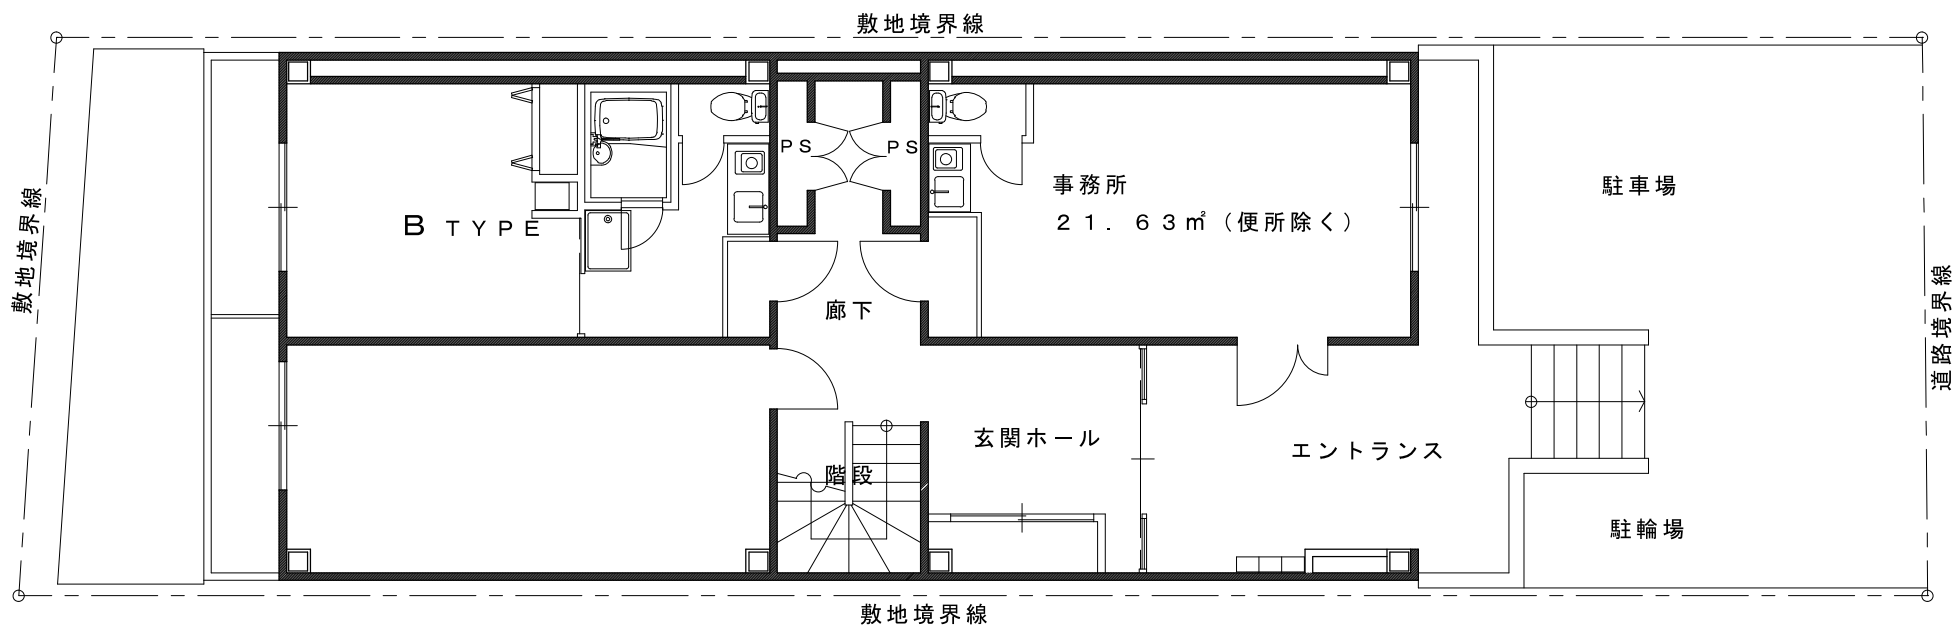 敷地境界線
PS
PS
事務所
21.63㎡(便所除く)
駐車場
B TYPE
敷地境界線
廊下
道路境界線
玄関ホール
エントランス
階段
駐輪場
敷地境界線